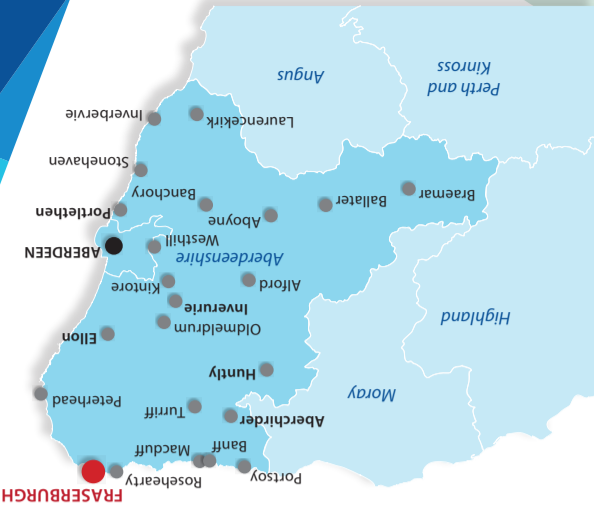 FRASERBURGH
Rosehearty
Portsoy
Macduff
Banff
Peterhead
Turriff
Aberchirder
Moray
Huntly
Ellon
Oldmeldrum
Highland
Inverurie
Kintore
Alford
Aberdeenshire
ABERDEEN
Westhill
Portlethen
Aboyne
Banchory
Ballater
Braemar
Stonehaven
Laurencekirk
Inverbervie
Perth and
Kinross
Angus